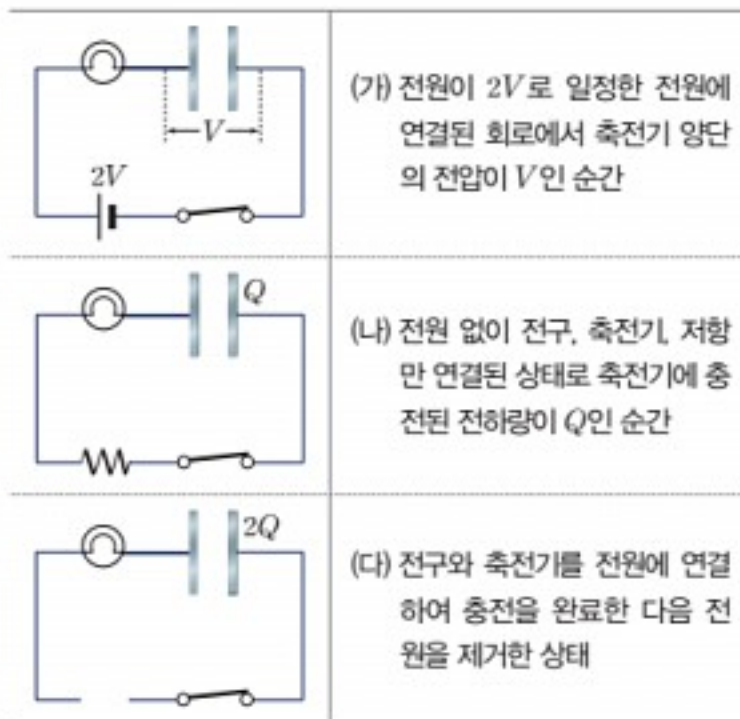 V
2V
(가) 전원이 2V로 일정한 전원에
연결된 회로에서 축전기 양단
의 전압이 V인 순간
Q
(나) 전원 없이 전구, 축전기, 저항
만 연결된 상태로 축전기에 충
전된 전하량이 Q인 순간
2Q
(다) 전구와 축전기를 전원에 연결
하여 충전을 완료한 다음 전
원을 제거한 상태